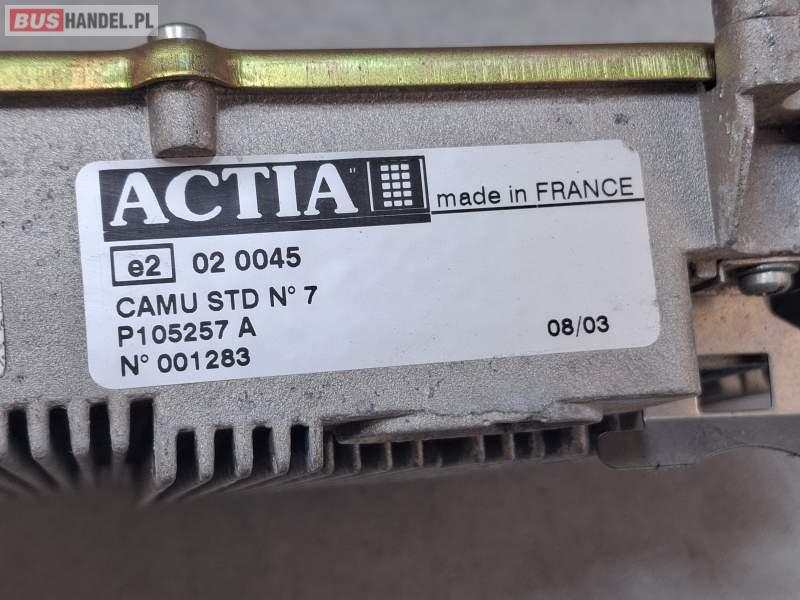 BUSHANDEL.PL
ACTIA" made in FRANCE
e2 02 0045
CAMU STD N° 7
P105257 A 08/03
N° 001283